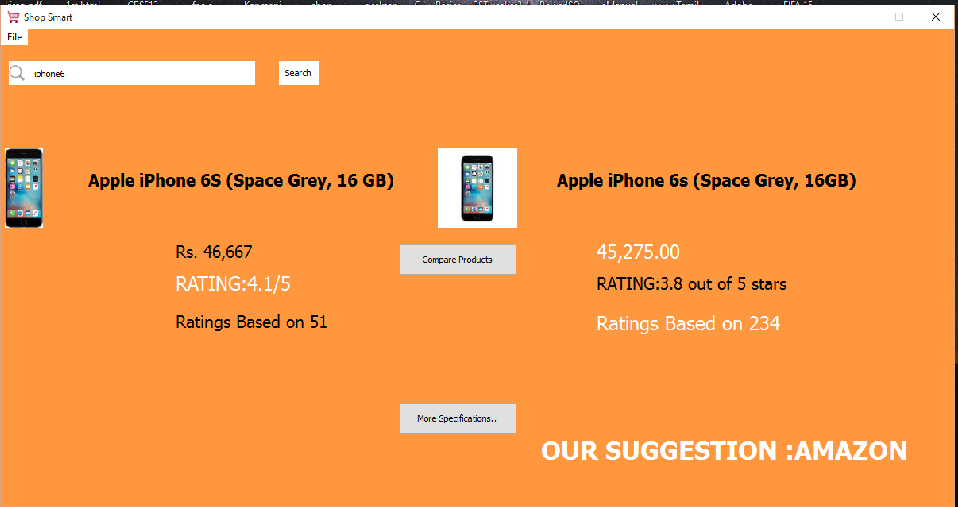 Shop Smart
File
iphone6
Search
Apple iPhone 6S (Space Grey, 16 GB)
Apple iPhone 6s (Space Grey, 16GB)
Rs. 46,667
Compare Products
45,275.00
RATING:4.1/5
RATING:3.8 out of 5 stars
Ratings Based on 51
Ratings Based on 234
More Specifications...
OUR SUGGESTION :AMAZON